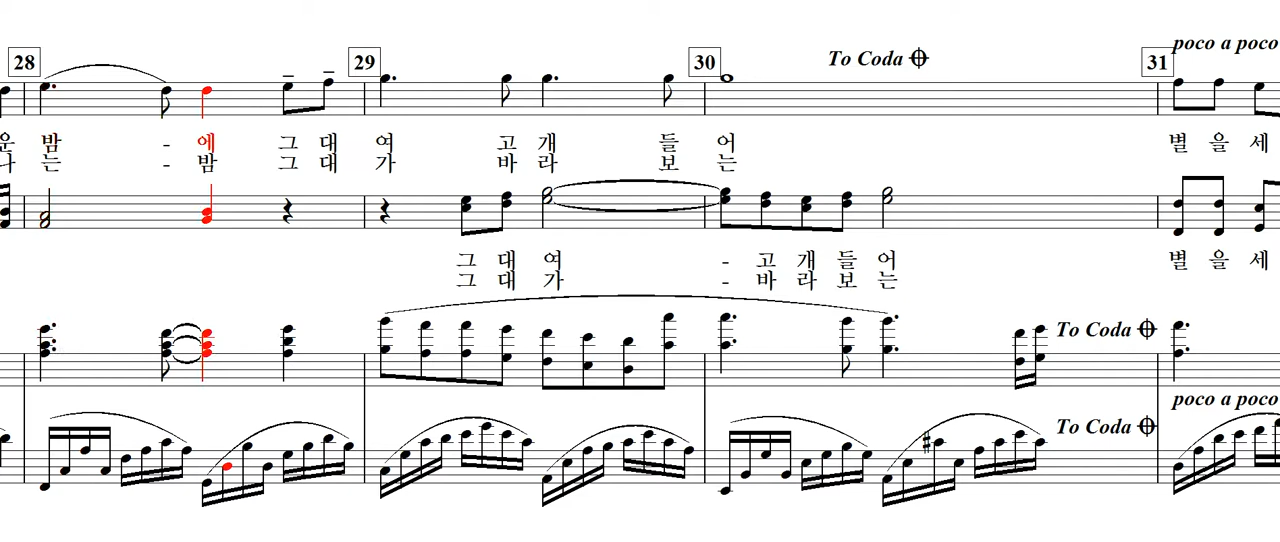 poco a poco
28 29 30 To Coda 31
운 밤 - 에 그 대 여 고 개 들 어 별 을 세
나 는 - 밤 그 대 가 바 라 보 는
그 대 여 - 고 개 들 어 별 을 세
그 대 가 - 바 라 보 는
To Coda
poco a poco
To Coda